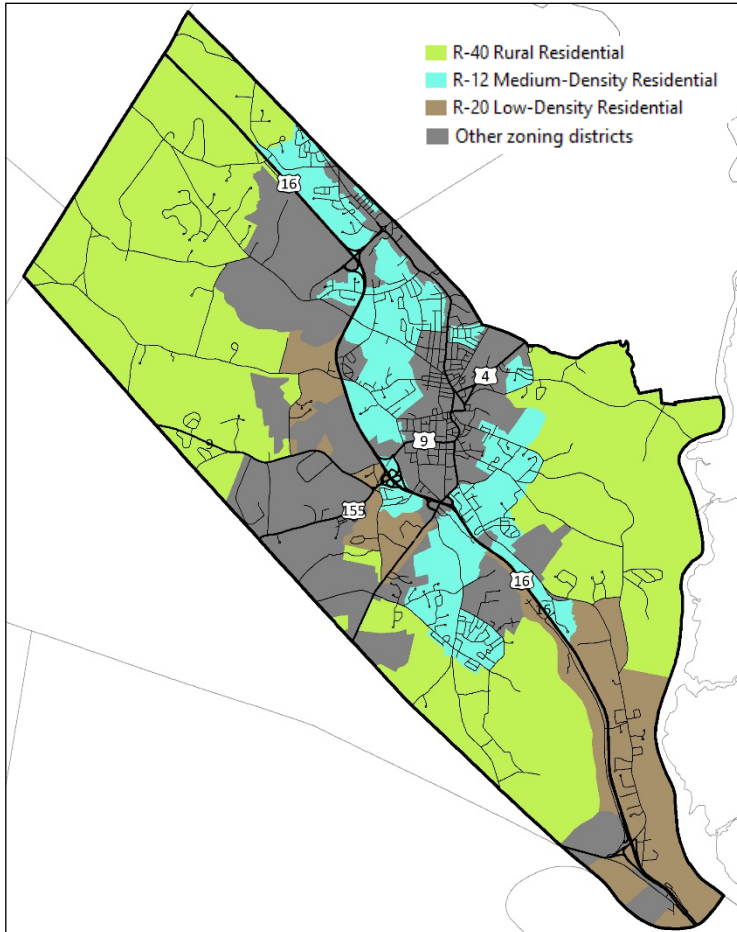 R-40 Rural Residential
R-12 Medium-Density Residential
R-20 Low-Density Residential
Other zoning districts
16
4
9
9
155
16
16